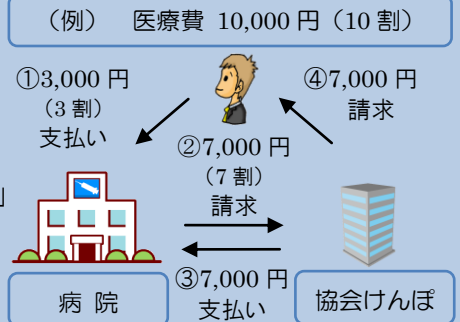 （例）　医療費 10,000 円（10 割）
①3,000 円
（3 割）
支払い
④7,000 円
請求
②7,000 円
（7 割）
請求
」
③7,000 円
支払い
病 院
協会けんぽ